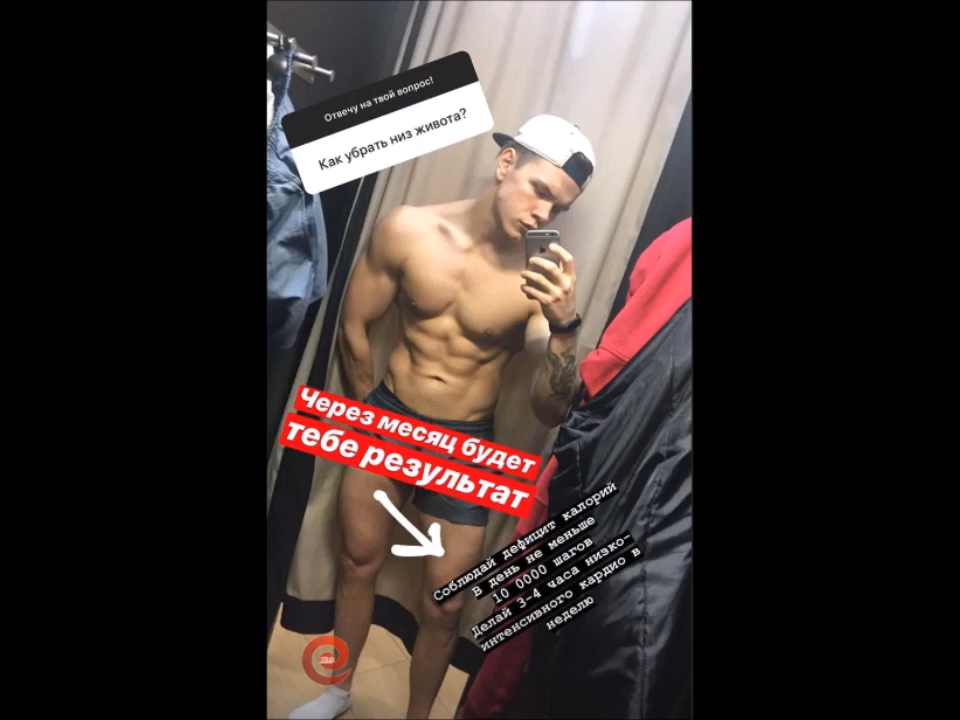 Отвечу на твой вопрос!
Как убрать низ живота?
Через месяц будет
тебе результат
Соблюдай дефицит калорий
В день не меньше
10 0000 шагов
Делай 3-4 часа низко-
интенсивного кардио в
неделю